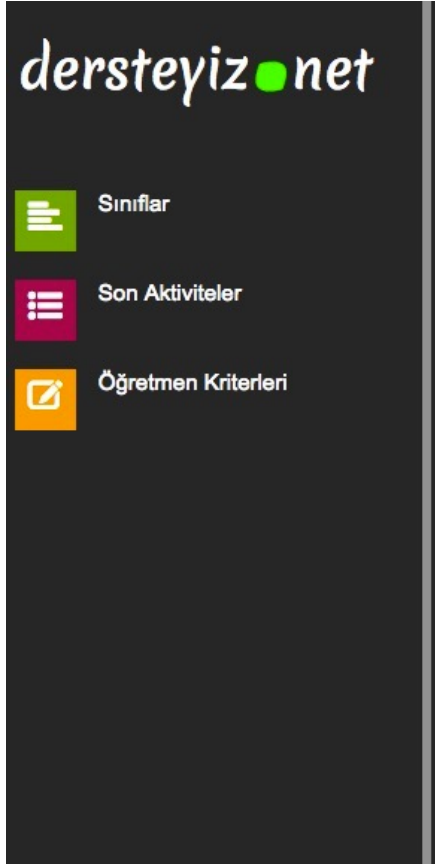 dersteyiz.net
Sınıflar
Son Aktiviteler
Öğretmen Kriterleri